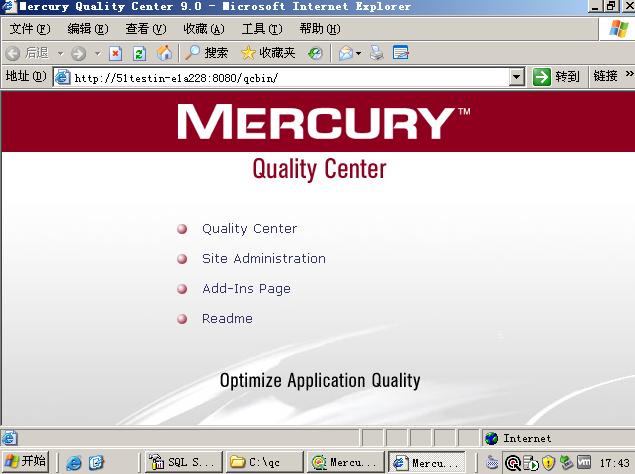 Mercury Quality Center 9.0 - Microsoft Internet Explorer
文件(F) 编辑(E) 查看(V) 收藏(A) 工具(T) 帮助(H)
后退 搜索 收藏夹
地址(D) http://51testin-e1a228:8080/qcbin/ 转到 链接 »
MERCURY™
Quality Center
Quality Center
Site Administration
Add-Ins Page
Readme
Optimize Application Quality
Internet
开始 SQL S... C:\qc Mercu... Mercu... 17:43